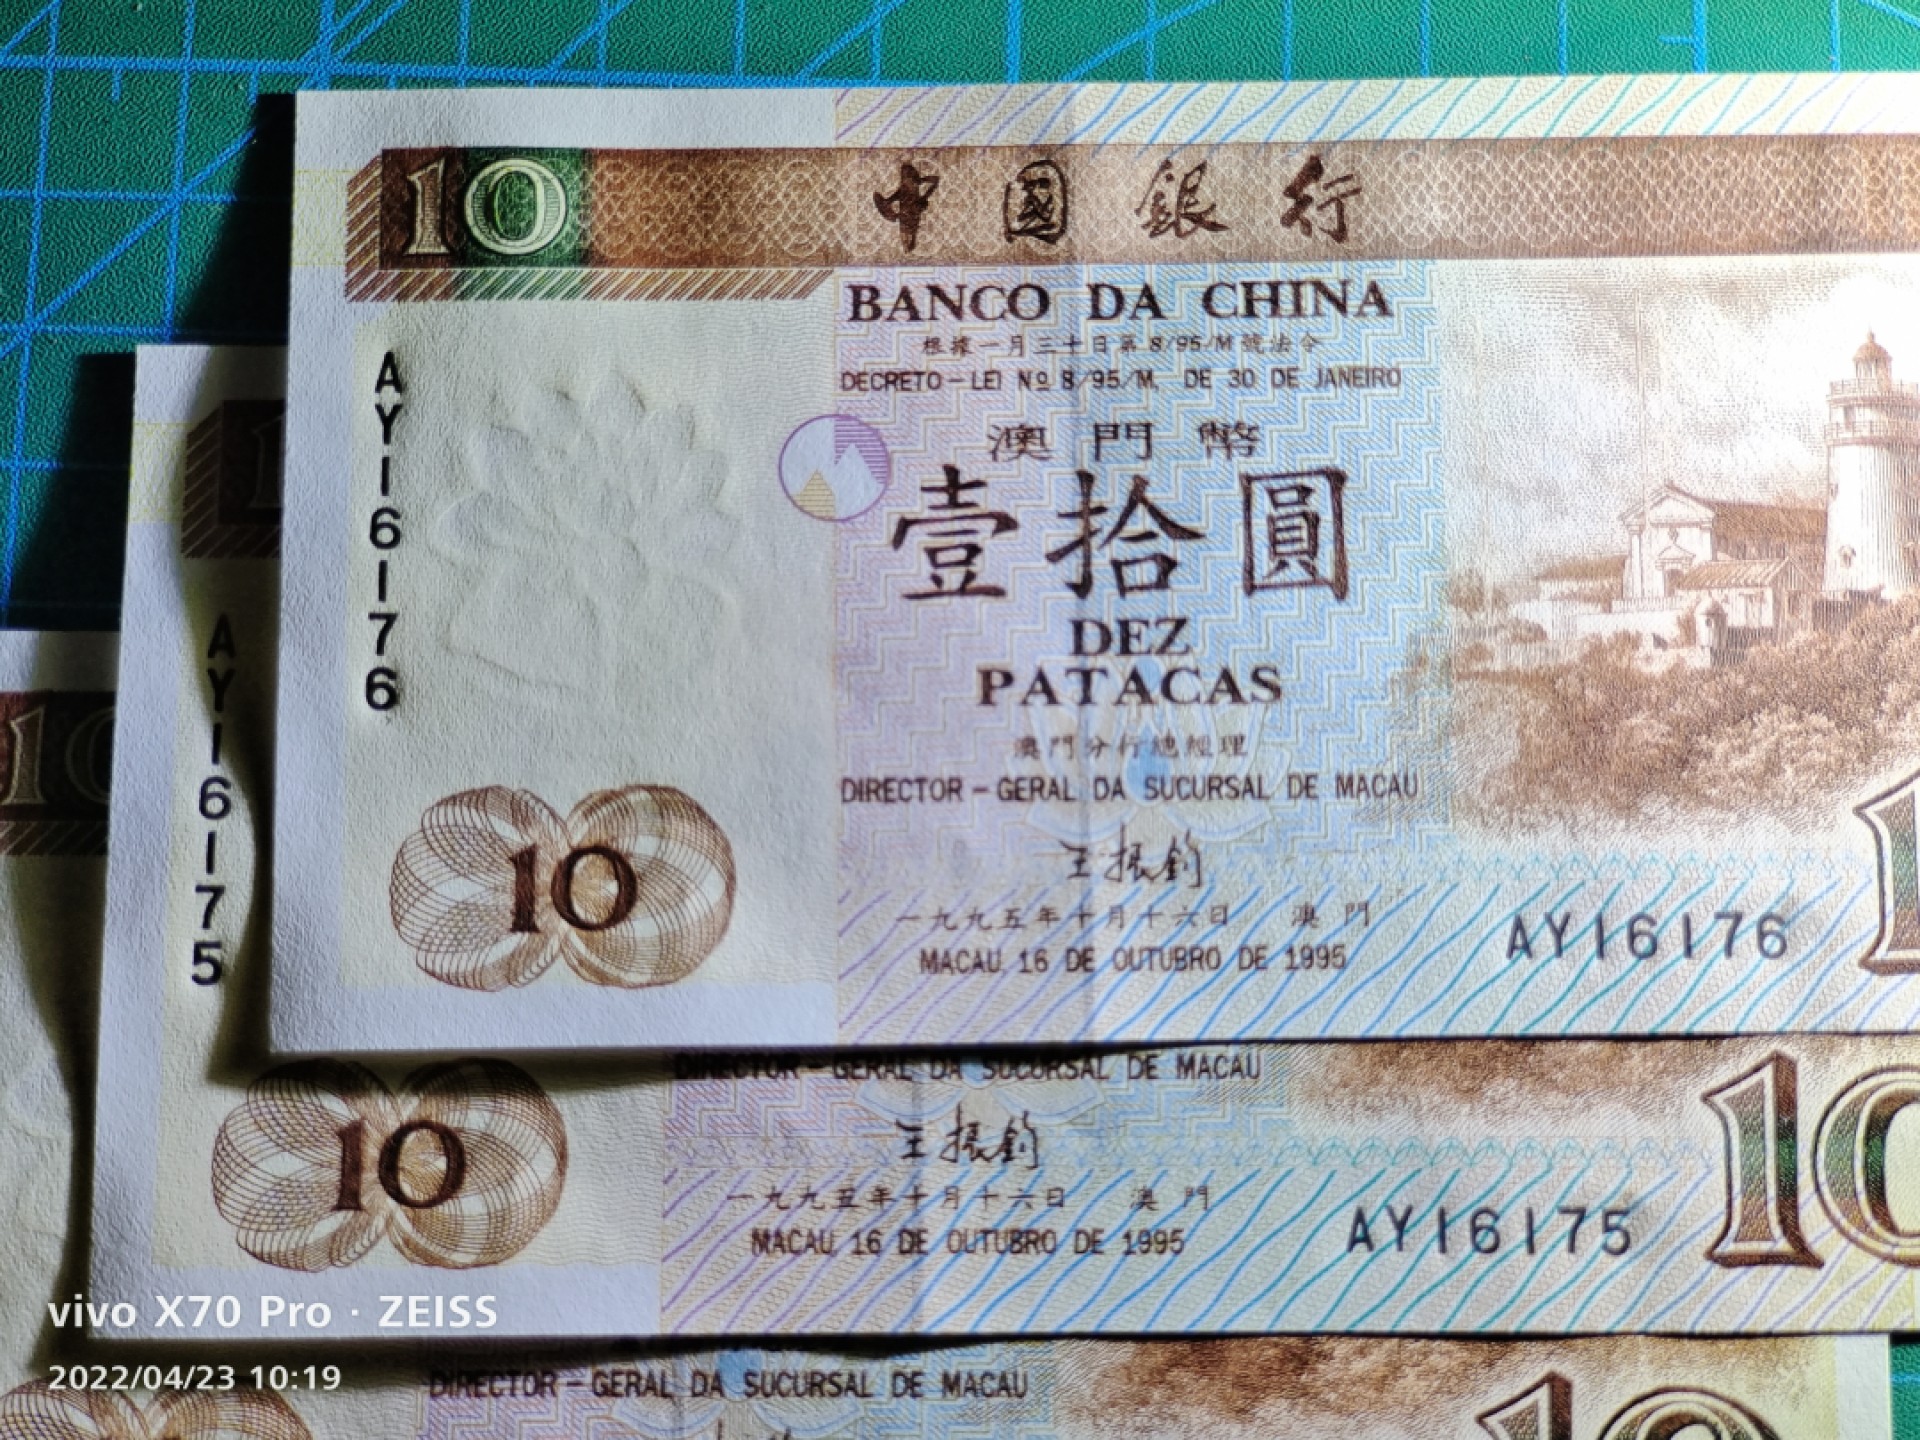 10 中國銀行
BANCO DA CHINA
根據一月三十日第8/95/M號法令
DECRETO-LEI Nº 8/95/M. DE 30 DE JANEIRO
AY16176
澳門幣
壹拾圓
DEZ
PATACAS
澳門分行總經理
DIRECTOR-GERAL DA SUCURSAL DE MACAU
王振鈞
10
一九九五年十月十六日 澳門
MACAU 16 DE OUTUBRO DE 1995
AY16176
AY16175
10
DIRECTOR-GERAL DA SUCURSAL DE MACAU
王振鈞
10
一九九五年十月十六日 澳門
MACAU 16 DE OUTUBRO DE 1995
AY16175
10
DIRECTOR-GERAL DA SUCURSAL DE MACAU
10
vivo X70 Pro · ZEISS
2022/04/23 10:19